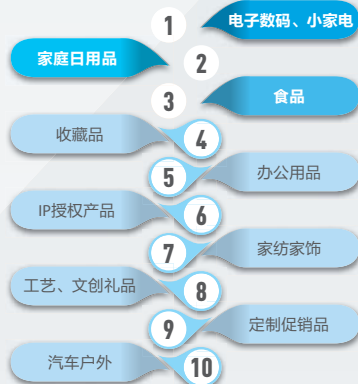 1 电子数码、小家电
家庭日用品 2
3 食品
收藏品 4
5 办公用品
IP授权产品 6
7 家纺家饰
工艺、文创礼品 8
9 定制促销品
汽车户外 10